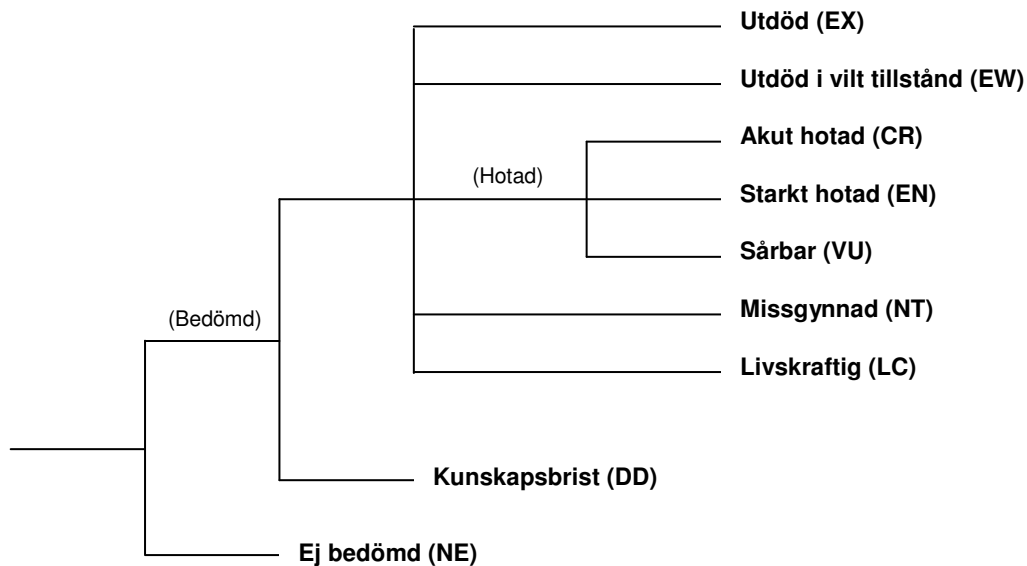 Utdöd (EX)
Utdöd i vilt tillstånd (EW)
Akut hotad (CR)
(Hotad)
Starkt hotad (EN)
Sårbar (VU)
Missgynnad (NT)
(Bedömd)
Livskraftig (LC)
Kunskapsbrist (DD)
Ej bedömd (NE)